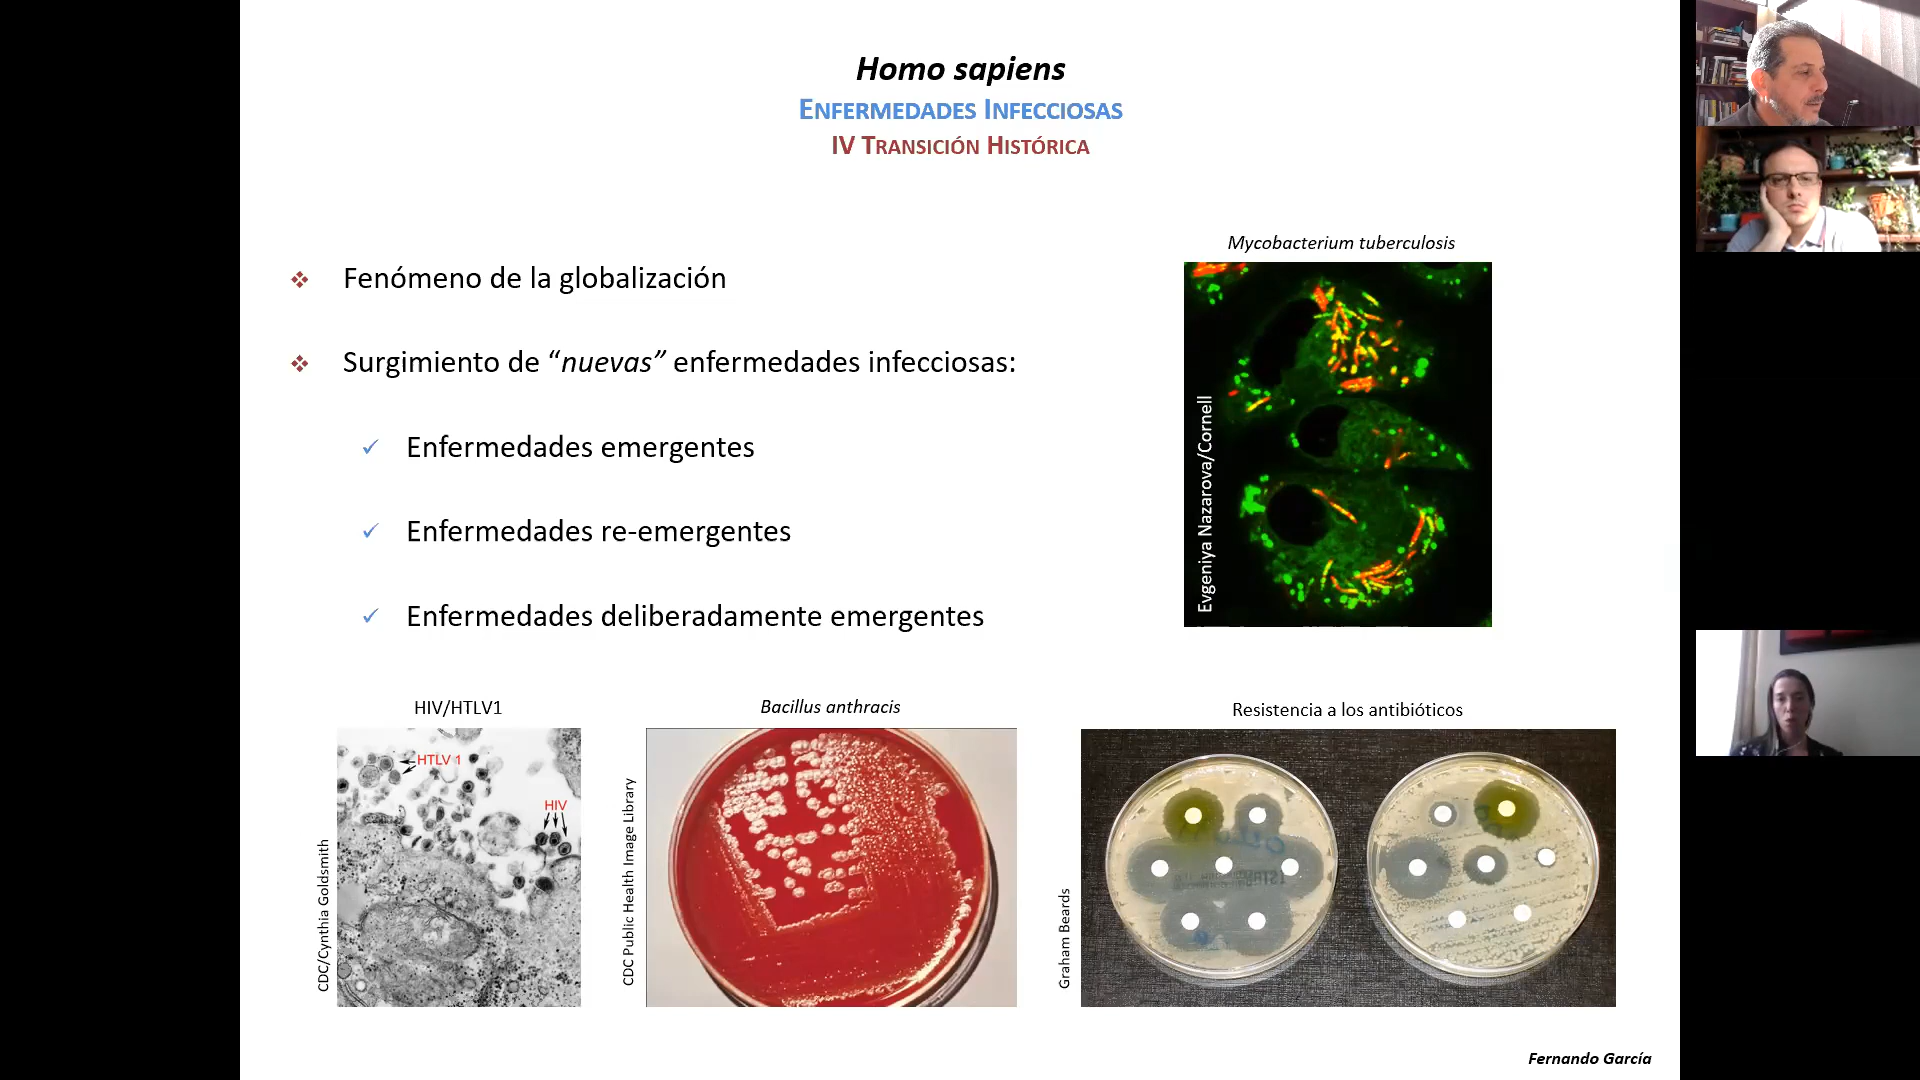 Homo sapiens
ENFERMEDADES INFECCIOSAS
IV TRANSICIÓN HISTÓRICA
Fenómeno de la globalización
Surgimiento de “nuevas” enfermedades infecciosas:
Enfermedades emergentes
Enfermedades re-emergentes
Enfermedades deliberadamente emergentes
Mycobacterium tuberculosis
Evgeniya Nazarova/Cornell
HIV/HTLV1
HTLV 1
HIV
CDC/Cynthia Goldsmith
Bacillus anthracis
CDC Public Health Image Library
Resistencia a los antibióticos
Graham Beards
Fernando García